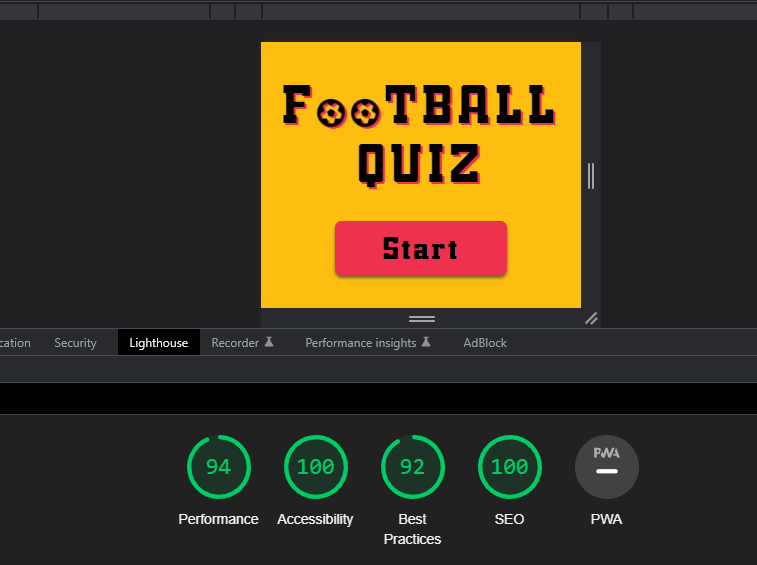 FOOTBALL
QUIZ
Start
cation
Security
Lighthouse
Recorder
Performance insights
AdBlock
94
100
92
100
PWA
Performance
Accessibility
Best
Practices
SEO
PWA